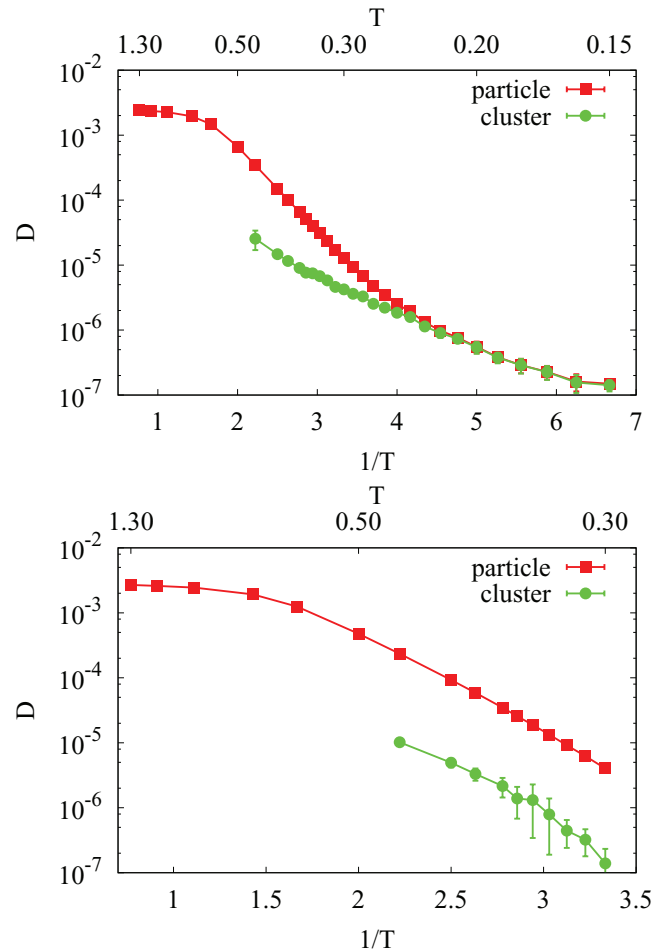 T
1.30 0.50 0.30 0.20 0.15
10^-2
particle
cluster
10^-3
10^-4
D
10^-5
10^-6
10^-7
1 2 3 4 5 6 7
1/T
T
1.30 0.50 0.30
10^-2
particle
cluster
10^-3
10^-4
D
10^-5
10^-6
10^-7
1 1.5 2 2.5 3 3.5
1/T